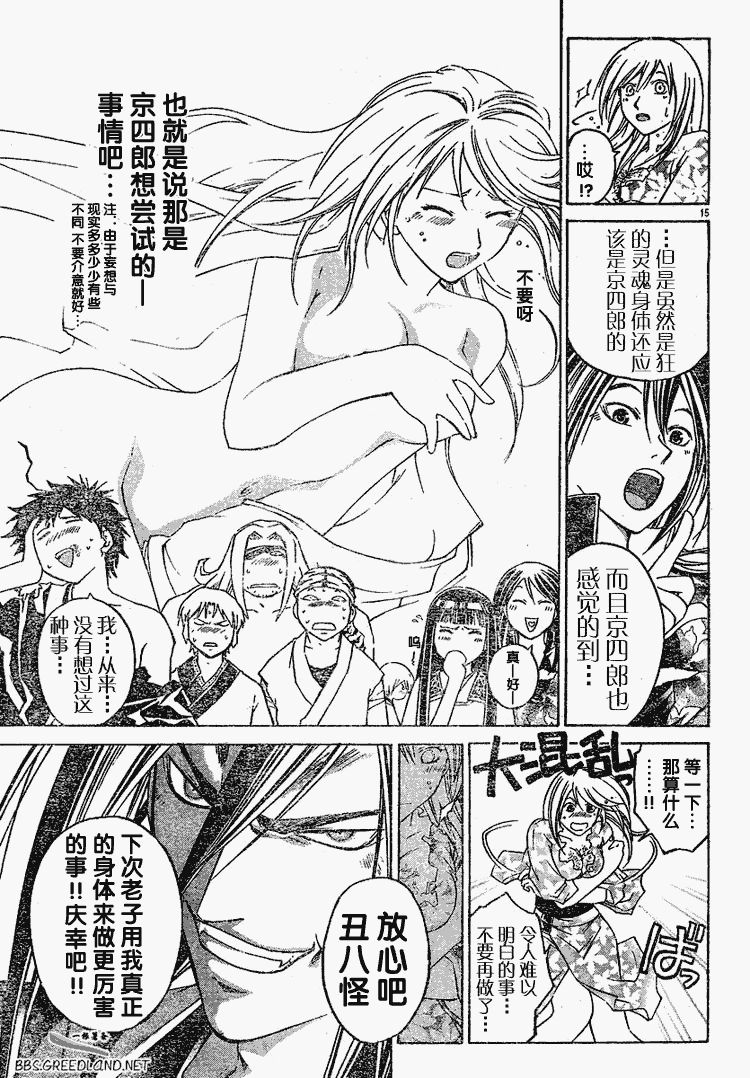 …哎
!?
15
…但是虽然是狂
的灵魂身体还应
该是京四郎的
而且京四郎也
感觉的到…
也就是说那是
京四郎想尝试的—
事情吧…
注，由于妄想与
现实多多少少有些
不同 不要介意就好…
不要呀
真—好—
呜
我…从来…
没有想过这
种事…
等一下…
那算什么
……!!
大混乱
令人难以
明白的事…
不要再做了…
ばっ
放心吧
丑八怪
下次老子用我真正
的身体来做更厉害
的事!!庆幸吧!!
BBS.GREEDLAND.NET